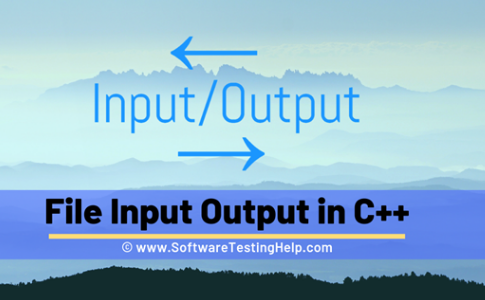 Input/Output
File Input Output in C++
© www.SoftwareTestingHelp.com